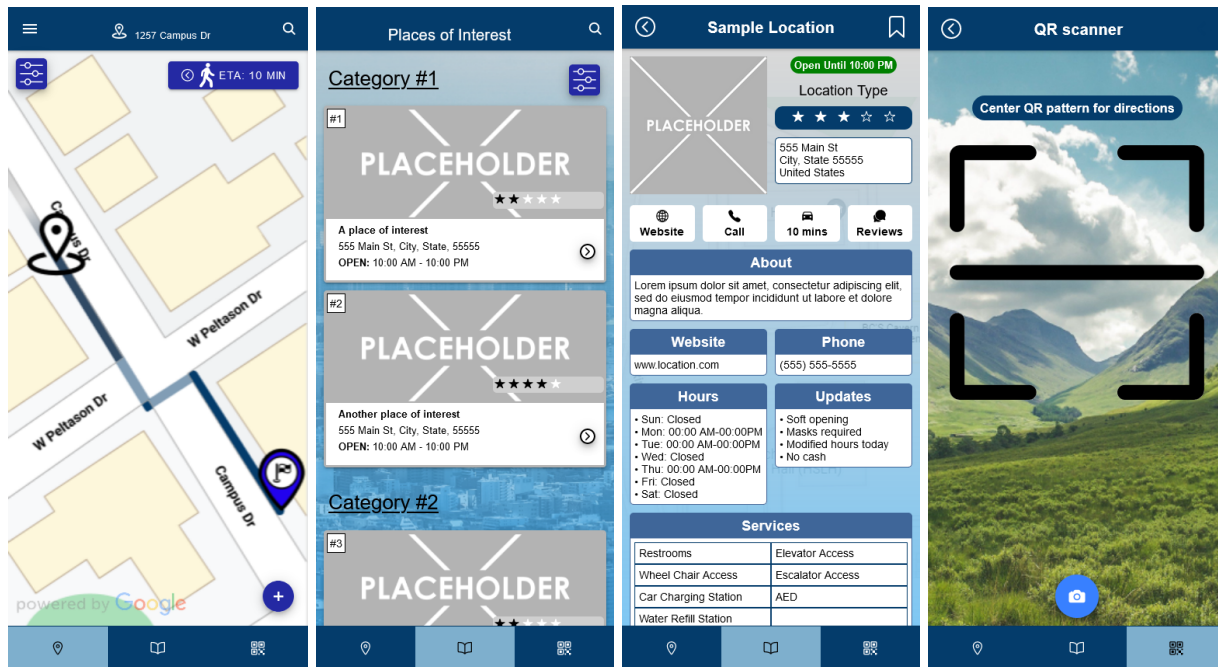 1257 Campus Dr
ETA: 10 MIN
Campus Dr
W Peltason Dr
W Peltason Dr
Campus Dr
powered by Google
Places of Interest
Category #1
#1
PLACEHOLDER
A place of interest
555 Main St, City, State, 55555
OPEN: 10:00 AM - 10:00 PM
#2
PLACEHOLDER
Another place of interest
555 Main St, City, State, 55555
OPEN: 10:00 AM - 10:00 PM
Category #2
#3
PLACEHOLDER
Sample Location
Open Until 10:00 PM
PLACEHOLDER
Location Type
555 Main St
City, State 55555
United States
Website
Call
10 mins
Reviews
About
Lorem ipsum dolor sit amet, consectetur adipiscing elit,
sed do eiusmod tempor incididunt ut labore et dolore
magna aliqua.
Website
www.location.com
Phone
(555) 555-5555
Hours
• Sun: Closed
• Mon: 00:00 AM-00:00PM
• Tue: 00:00 AM-00:00PM
• Wed: Closed
• Thu: 00:00 AM-00:00PM
• Fri: Closed
• Sat: Closed
Updates
• Soft opening
• Masks required
• Modified hours today
• No cash
Services
Restrooms
Elevator Access
Wheel Chair Access
Escalator Access
Car Charging Station
AED
Water Refill Station
QR scanner
Center QR pattern for directions